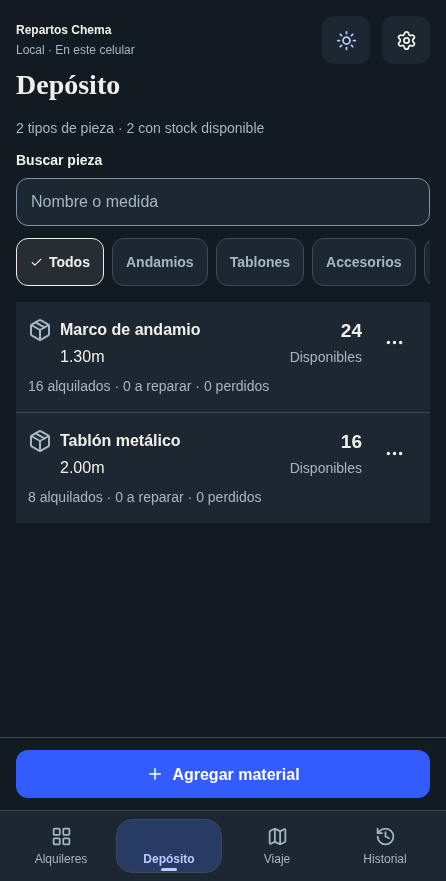 Repartos Chema
Local · En este celular
Depósito
2 tipos de pieza · 2 con stock disponible
Buscar pieza
Nombre o medida
Todos
Andamios
Tablones
Accesorios
Marco de andamio
24
1.30m
Disponibles
16 alquilados · 0 a reparar · 0 perdidos
Tablón metálico
16
2.00m
Disponibles
8 alquilados · 0 a reparar · 0 perdidos
Agregar material
Alquileres
Depósito
Viaje
Historial